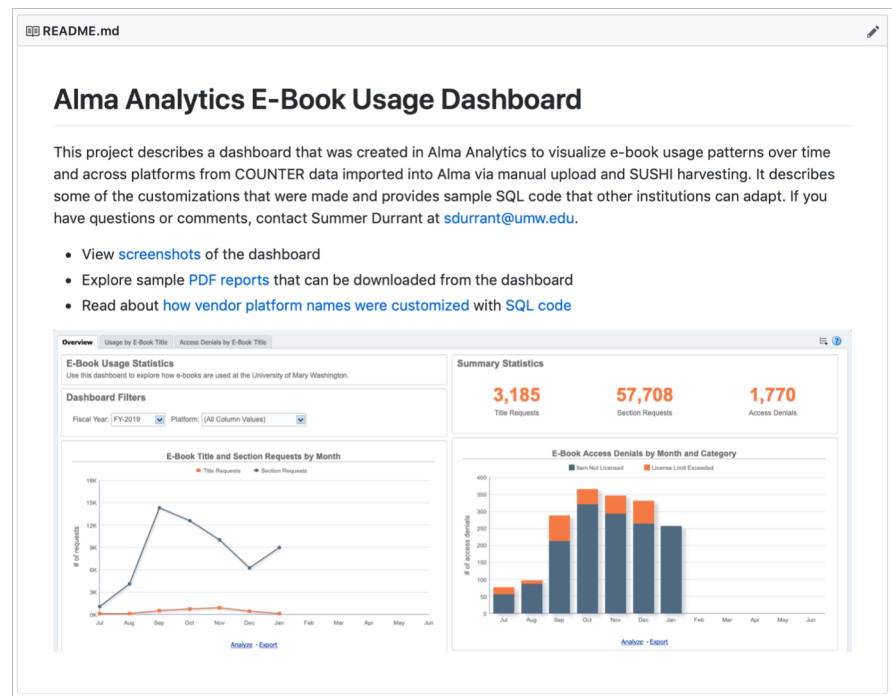 README.md
Alma Analytics E-Book Usage Dashboard
This project describes a dashboard that was created in Alma Analytics to visualize e-book usage patterns over time
and across platforms from COUNTER data imported into Alma via manual upload and SUSHI harvesting. It describes
some of the customizations that were made and provides sample SQL code that other institutions can adapt. If you
have questions or comments, contact Summer Durrant at sdurrant@umw.edu.
• View screenshots of the dashboard
• Explore sample PDF reports that can be downloaded from the dashboard
• Read about how vendor platform names were customized with SQL code
Overview Usage by E-Book Title Access Denials by E-Book Title
E-Book Usage Statistics
Use this dashboard to explore how e-books are used at the University of Mary Washington.
Dashboard Filters
Fiscal Year: FY-2019 Platform: (All Column Values)
Summary Statistics
3,185 57,708 1,770
Title Requests Section Requests Access Denials
E-Book Title and Section Requests by Month
Title Requests Section Requests
# of requests
18K
15K
12K
9K
6K
3K
0K
Jul Aug Sep Oct Nov Dec Jan Feb Mar Apr May Jun
Analyze - Export
E-Book Access Denials by Month and Category
Item Not Licensed License Limit Exceeded
# of access denials
400
350
300
250
200
150
100
50
0
Jul Aug Sep Oct Nov Dec Jan Feb Mar Apr May Jun
Analyze - Export